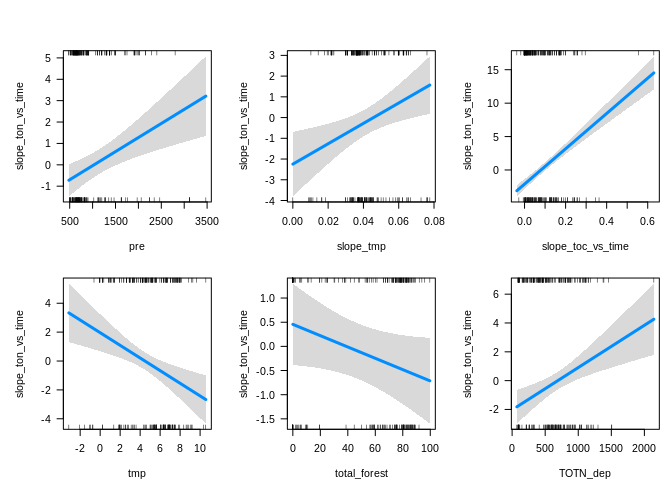 slope_ton_vs_time
5
4
3
2
1
0
-1
500 1500 2500 3500
pre
slope_ton_vs_time
3
2
1
0
-1
-2
-3
-4
0.00 0.02 0.04 0.06 0.08
slope_tmp
slope_ton_vs_time
15
10
5
0
0.0 0.2 0.4 0.6
slope_toc_vs_time
slope_ton_vs_time
4
2
0
-2
-4
-2 0 2 4 6 8 10
tmp
slope_ton_vs_time
1.0
0.5
0.0
-0.5
-1.0
-1.5
0 20 40 60 80 100
total_forest
slope_ton_vs_time
6
4
2
0
-2
0 500 1000 1500 2000
TOTN_dep